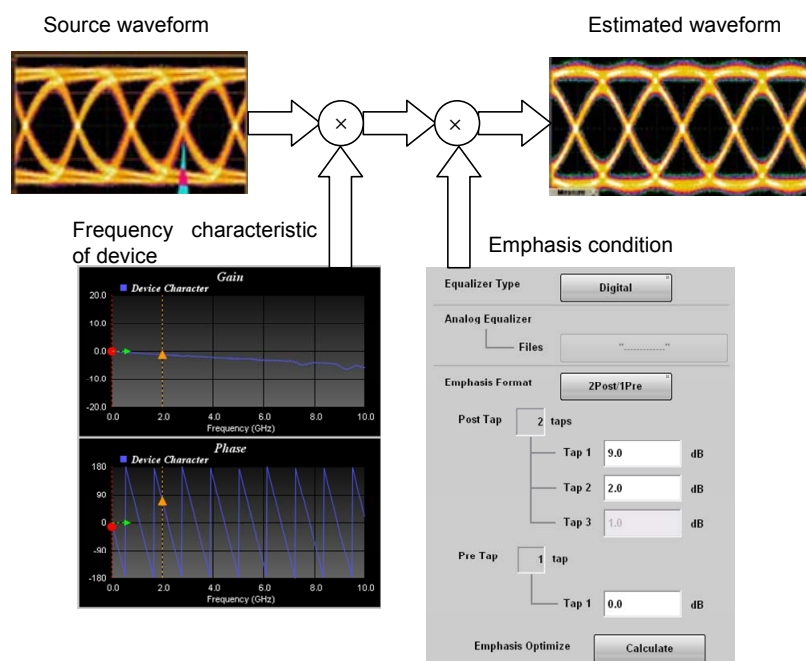 Source waveform
Estimated waveform
×
×
Frequency characteristic
of device
Emphasis condition
Gain
Device Character
20.0
10.0
0.0
-10.0
-20.0
0.0 2.0 4.0 6.0 8.0 10.0
Frequency (GHz)
Phase
Device Character
180
90
0
-90
-180
0.0 2.0 4.0 6.0 8.0 10.0
Frequency (GHz)
Equalizer Type Digital
Analog Equalizer
Files "_______"
Emphasis Format 2Post/1Pre
Post Tap 2 taps
Tap 1 9.0 dB
Tap 2 2.0 dB
Tap 3 1.0 dB
Pre Tap 1 tap
Tap 1 0.0 dB
Emphasis Optimize Calculate